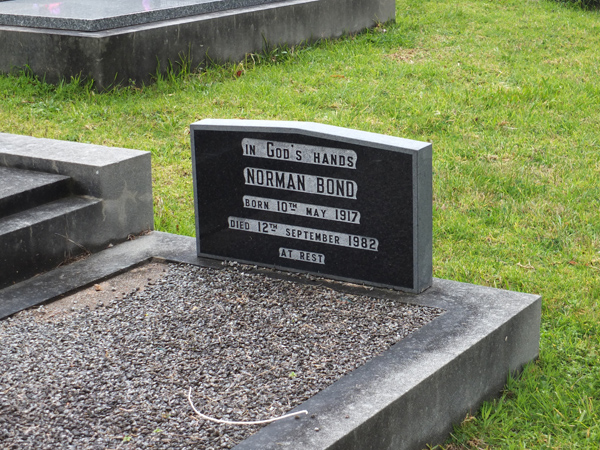 IN GOD'S HANDS
NORMAN BOND
BORN 10TH MAY 1917
DIED 12TH SEPTEMBER 1982
AT REST